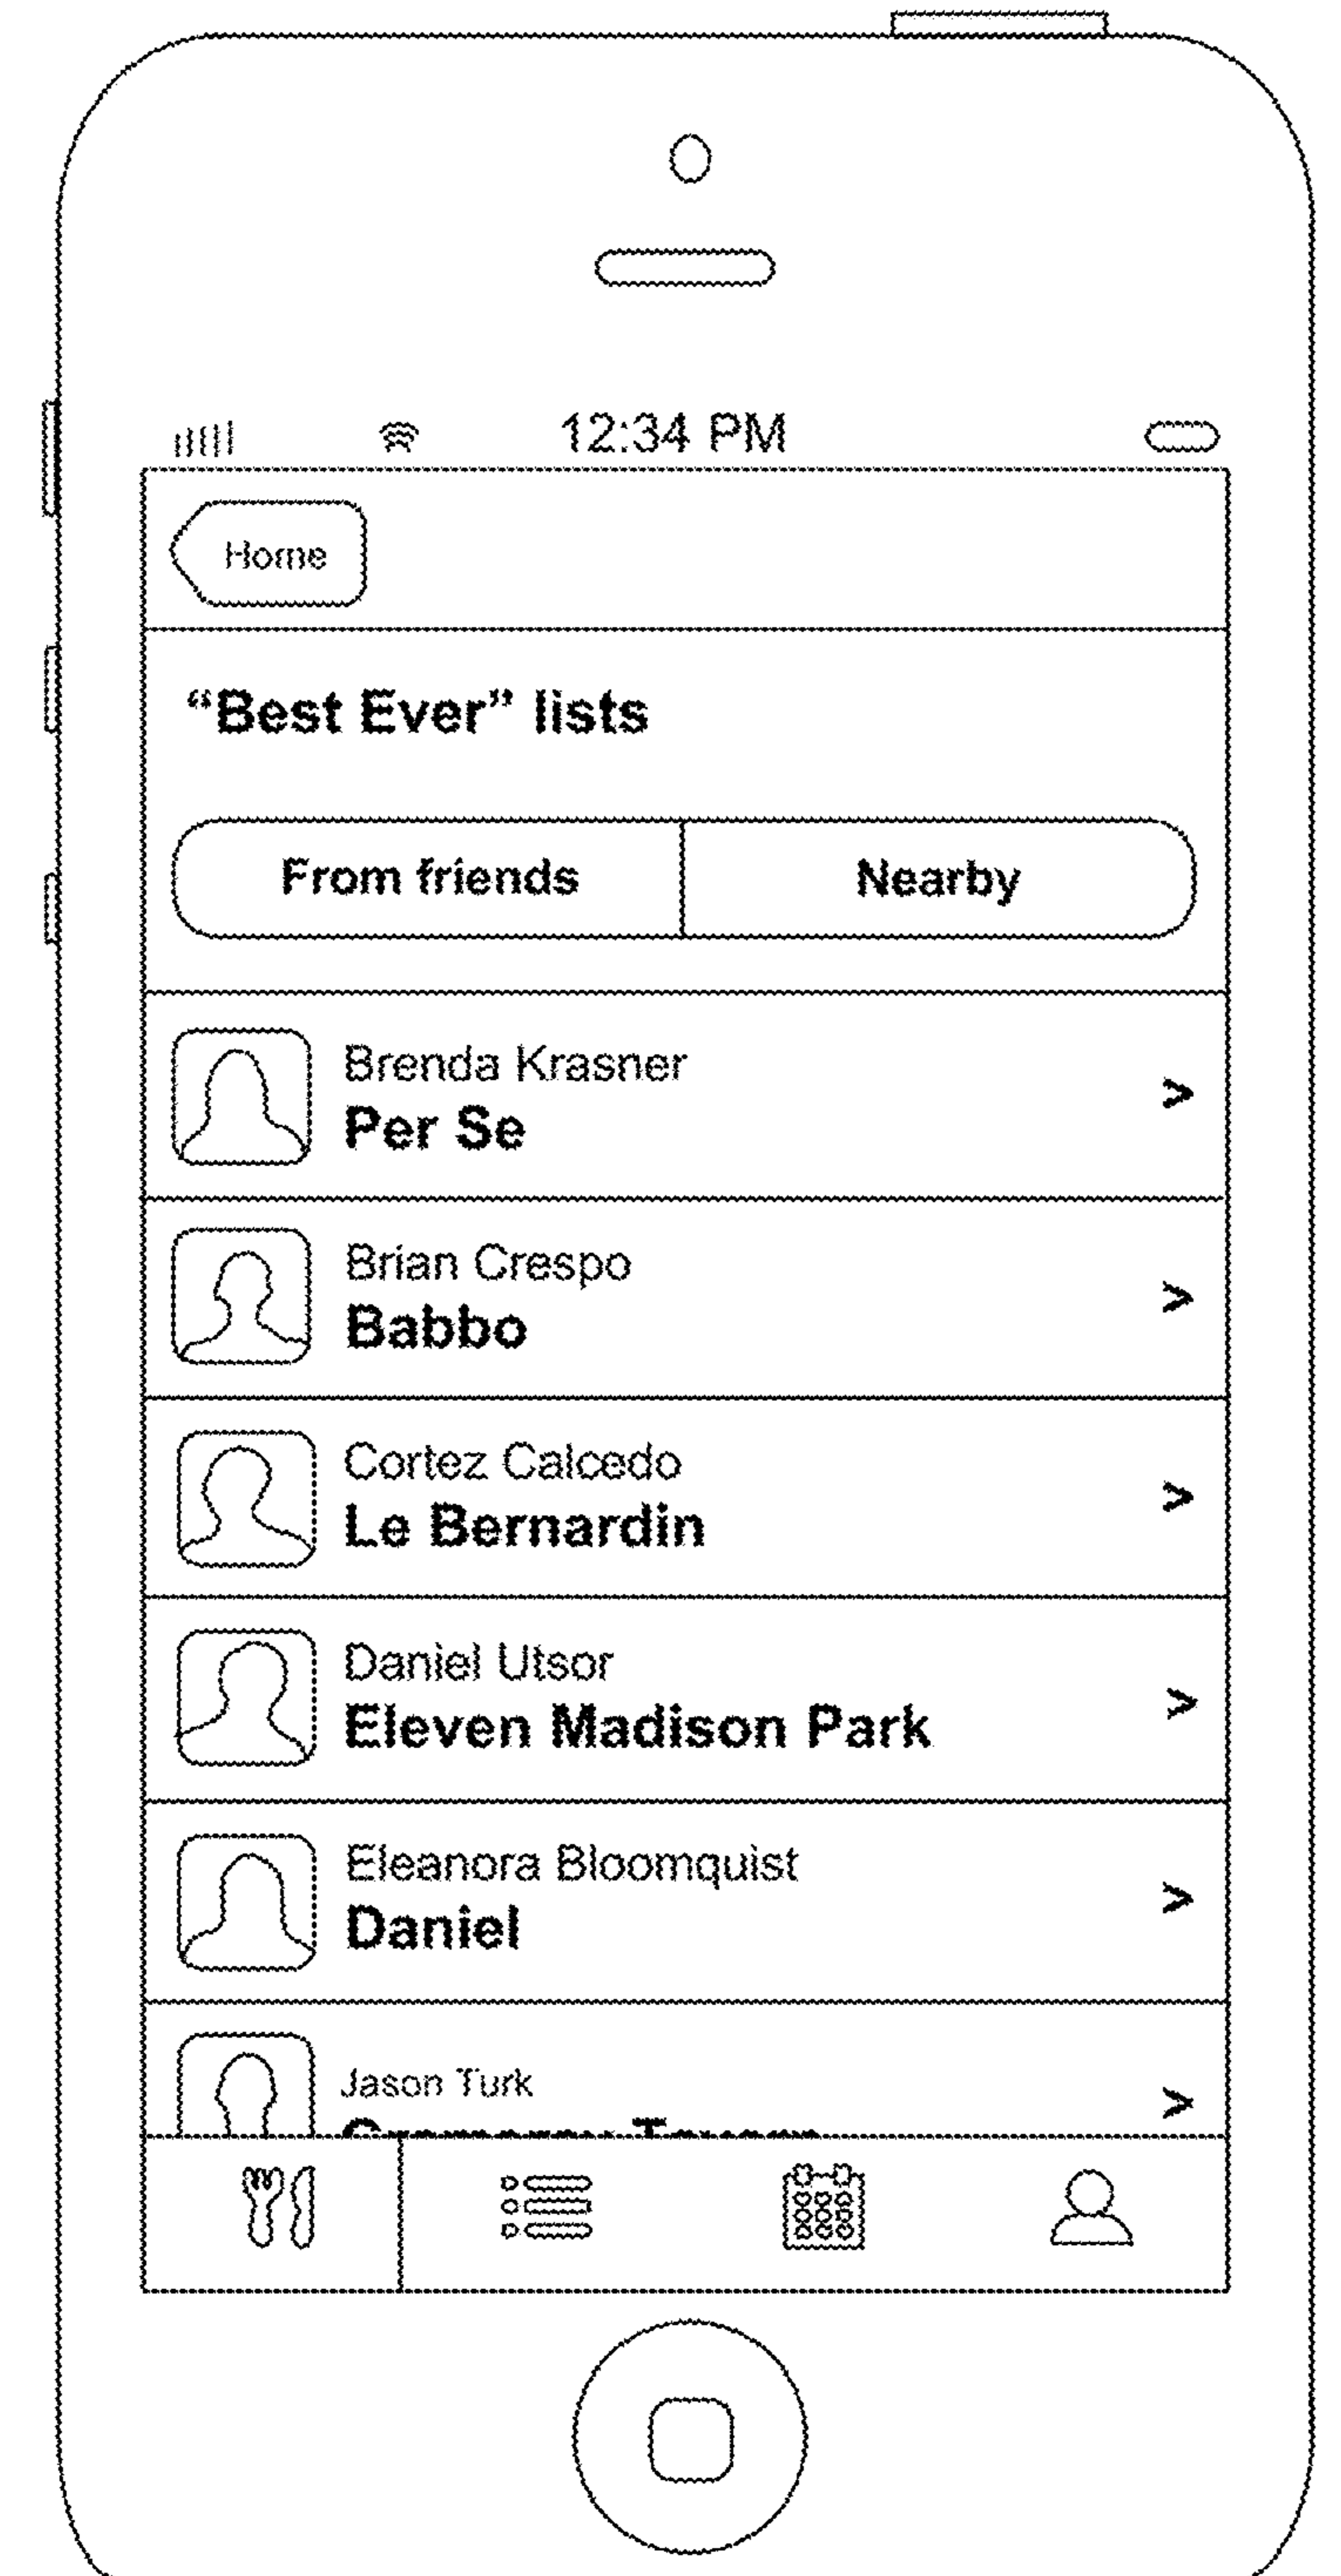 12:34 PM
Home
“Best Ever” lists
From friends
Nearby
Brenda Krasner
Per Se
>
Brian Crespo
Babbo
>
Cortez Calcedo
Le Bernardin
>
Daniel Utsor
Eleven Madison Park
>
Eleanora Bloomquist
Daniel
>
Jason Turk
>